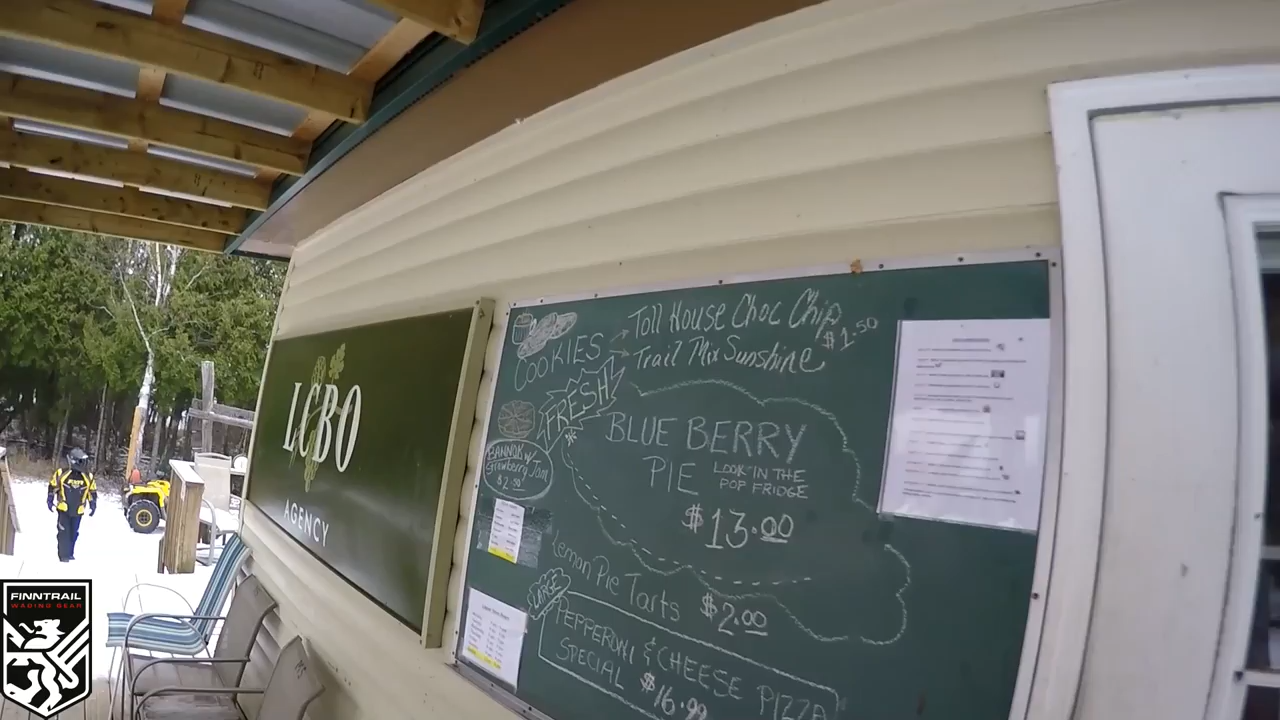 LCBO
AGENCY
COOKIES
Toll House Choc Chip
$1.50
Trail Mix Sunshine
FRESH!
BLUE BERRY
PIE LOOK IN THE
POP FRIDGE
$13.00
BANNOK w/
Strawberry Jam
$2.50
Lemon Pie Tarts $2.00
LARGE
PEPPERONI & CHEESE PIZZA
SPECIAL $16.99
FINNTRAIL
WADING GEAR